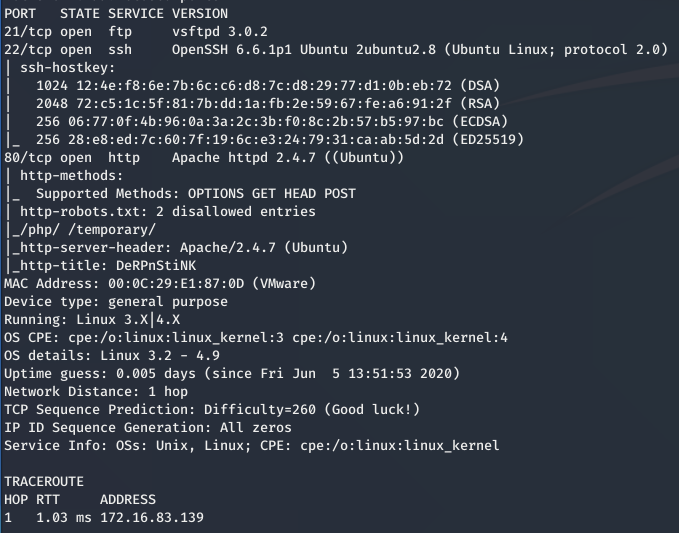 PORT   STATE SERVICE VERSION
21/tcp open  ftp     vsftpd 3.0.2
22/tcp open  ssh     OpenSSH 6.6.1p1 Ubuntu 2ubuntu2.8 (Ubuntu Linux; protocol 2.0)
| ssh-hostkey:
|   1024 12:4e:f8:6e:7b:6c:c6:d8:7c:d8:29:77:d1:0b:eb:72 (DSA)
|   2048 72:c5:1c:5f:81:7b:dd:1a:fb:2e:59:67:fe:a6:91:2f (RSA)
|   256 06:77:0f:4b:96:0a:3a:2c:3b:f0:8c:2b:57:b5:97:bc (ECDSA)
|_  256 28:e8:ed:7c:60:7f:19:6c:e3:24:79:31:ca:ab:5d:2d (ED25519)
80/tcp open  http    Apache httpd 2.4.7 ((Ubuntu))
| http-methods:
|_  Supported Methods: OPTIONS GET HEAD POST
| http-robots.txt: 2 disallowed entries
|_/php/ /temporary/
|_http-server-header: Apache/2.4.7 (Ubuntu)
|_http-title: DeRPnStiNK
MAC Address: 00:0C:29:E1:87:0D (VMware)
Device type: general purpose
Running: Linux 3.X|4.X
OS CPE: cpe:/o:linux:linux_kernel:3 cpe:/o:linux:linux_kernel:4
OS details: Linux 3.2 - 4.9
Uptime guess: 0.005 days (since Fri Jun  5 13:51:53 2020)
Network Distance: 1 hop
TCP Sequence Prediction: Difficulty=260 (Good luck!)
IP ID Sequence Generation: All zeros
Service Info: OSs: Unix, Linux; CPE: cpe:/o:linux:linux_kernel

TRACEROUTE
HOP RTT     ADDRESS
1   1.03 ms 172.16.83.139